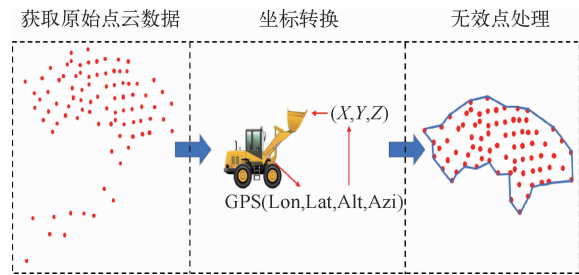 获取原始点云数据
坐标转换
无效点处理
(X,Y,Z)
GPS(Lon,Lat,Alt,Azi)